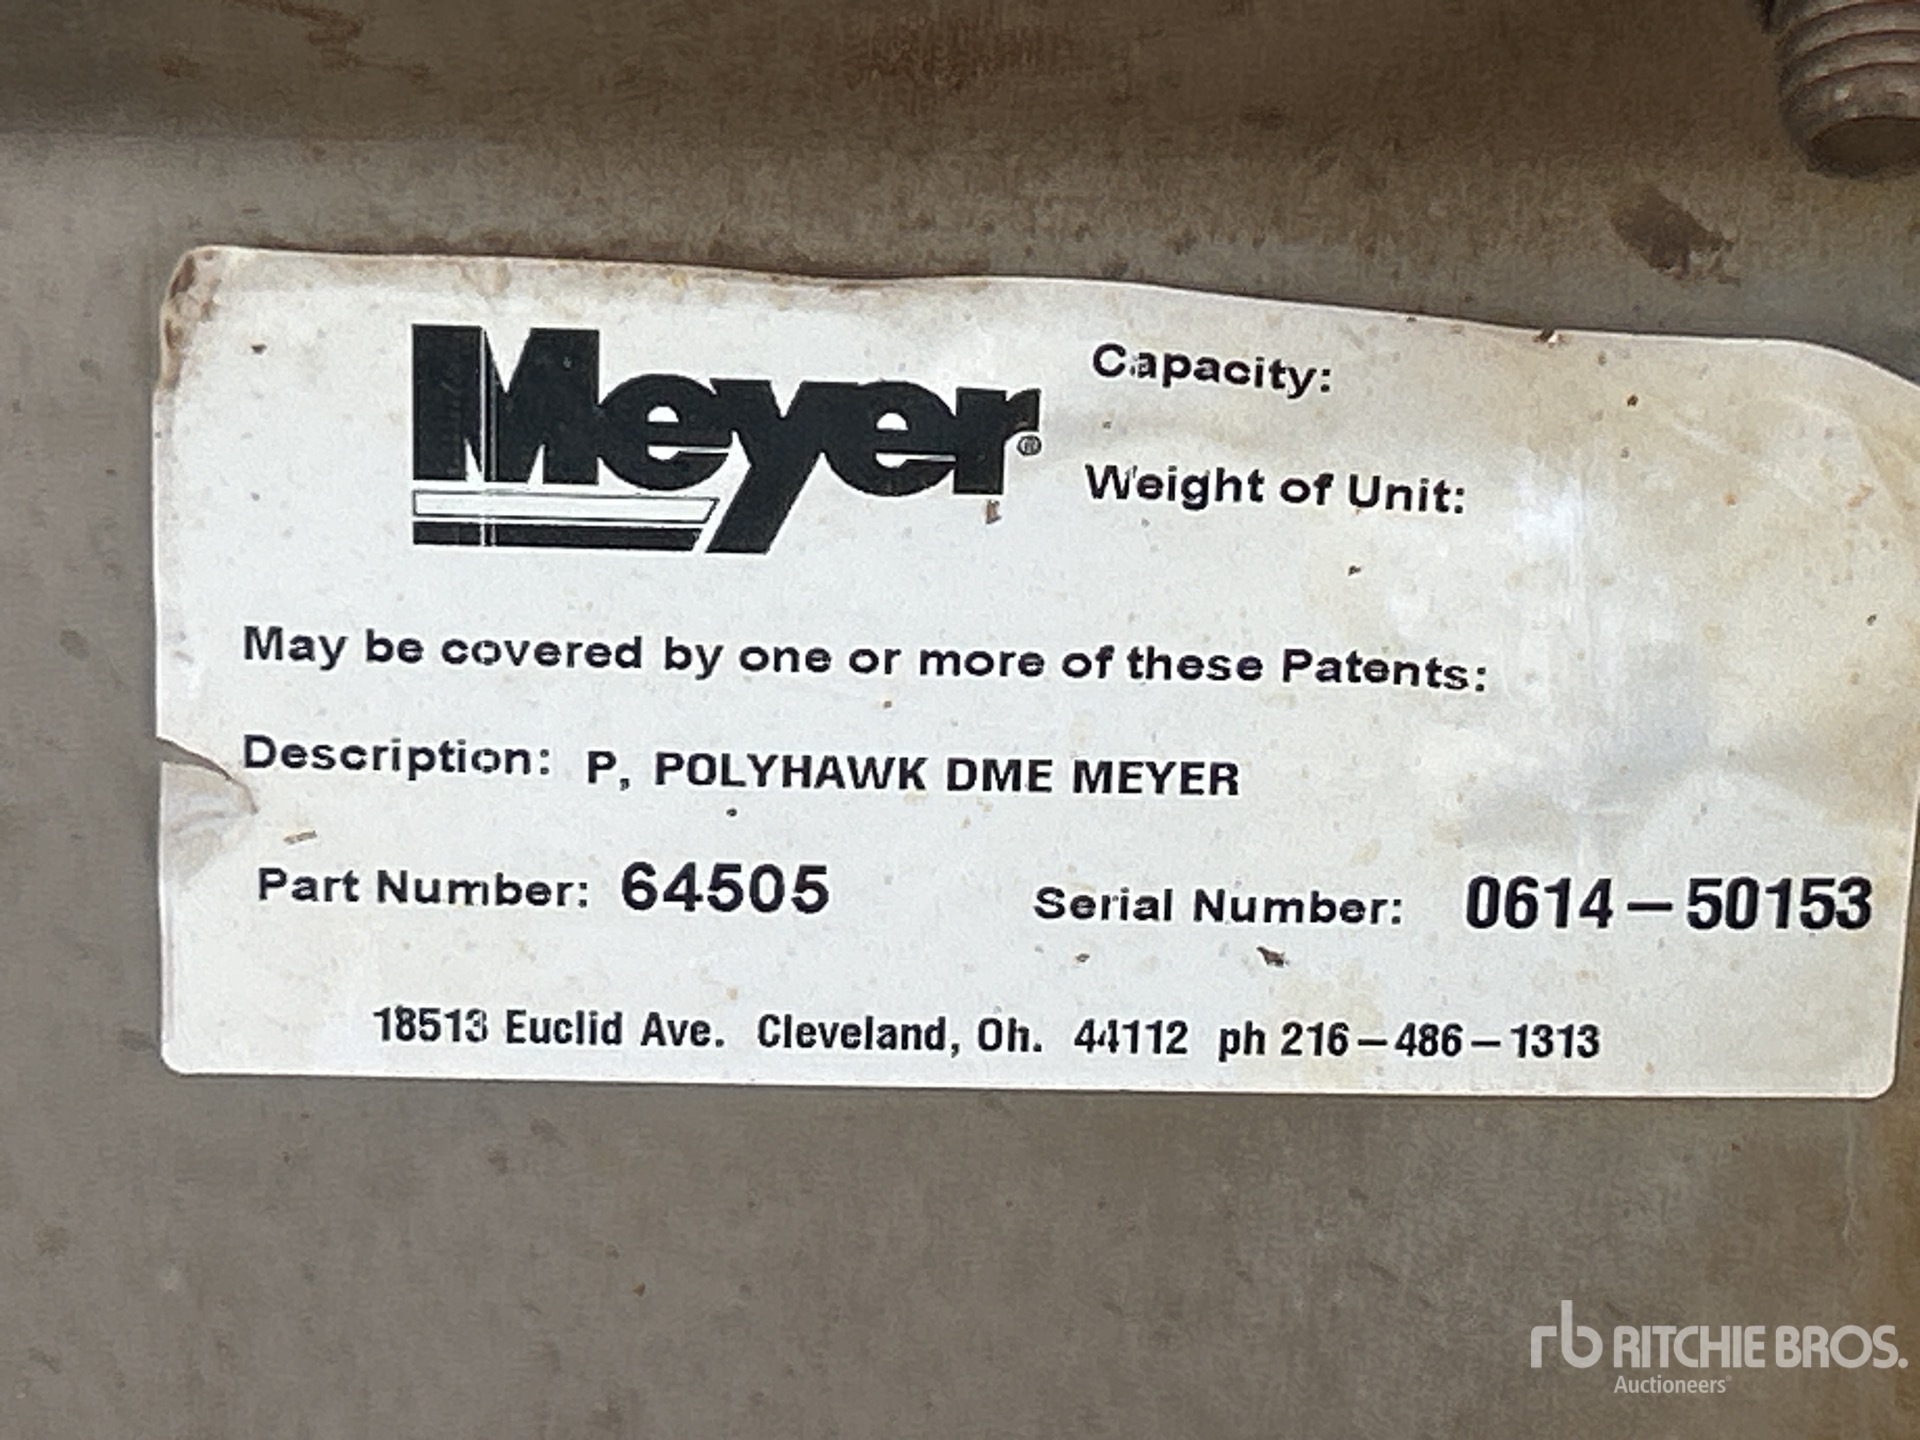 Meyer®
Capacity:
Weight of Unit:
May be covered by one or more of these Patents:
Description: P, POLYHAWK DME MEYER
Part Number: 64505 Serial Number: 0614-50153
18513 Euclid Ave. Cleveland, Oh. 44112 ph 216-486-1313
rb RITCHIE BROS.
Auctioneers